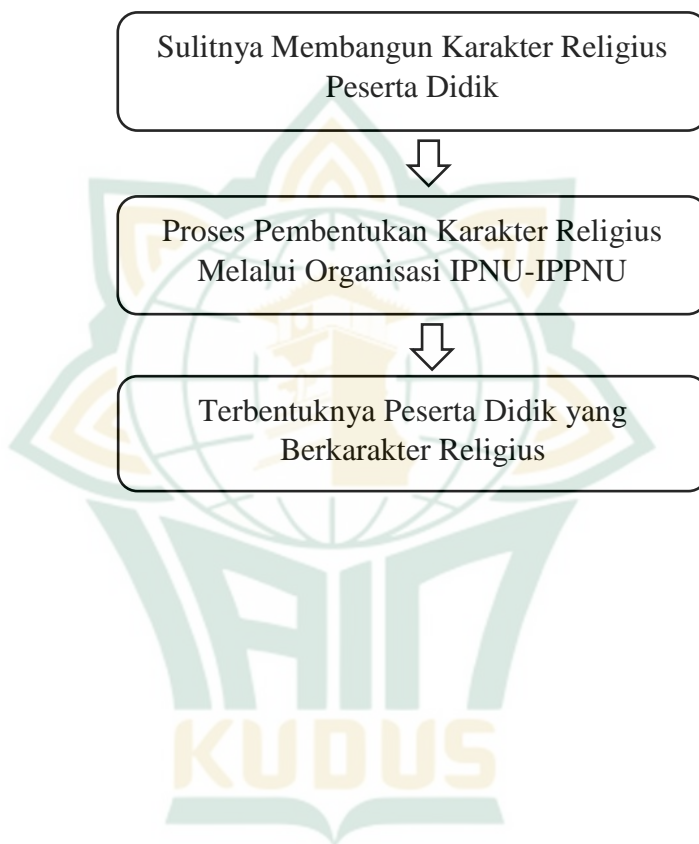 Sulitnya Membangun Karakter Religius
Peserta Didik
Proses Pembentukan Karakter Religius
Melalui Organisasi IPNU-IPPNU
Terbentuknya Peserta Didik yang
Berkarakter Religius
IAIN
KUDUS